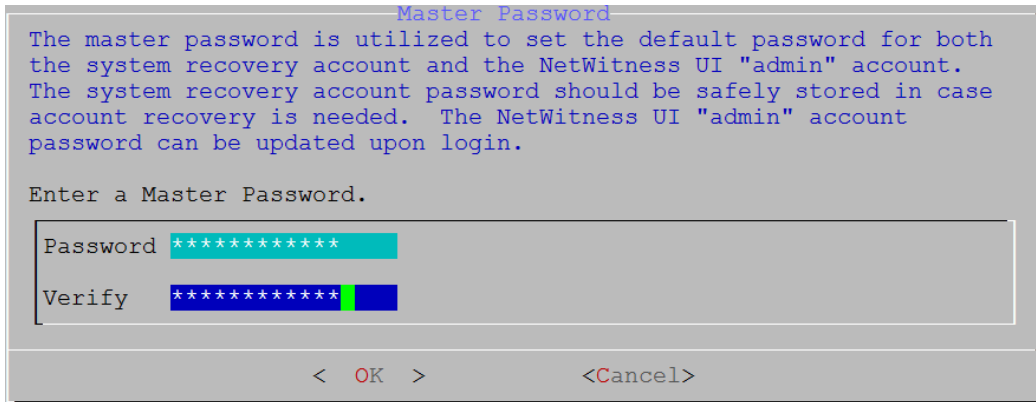 Master Password
The master password is utilized to set the default password for both
the system recovery account and the NetWitness UI "admin" account.
The system recovery account password should be safely stored in case
account recovery is needed.  The NetWitness UI "admin" account
password can be updated upon login.
Enter a Master Password.
Password ************
Verify ************
< OK > <Cancel>